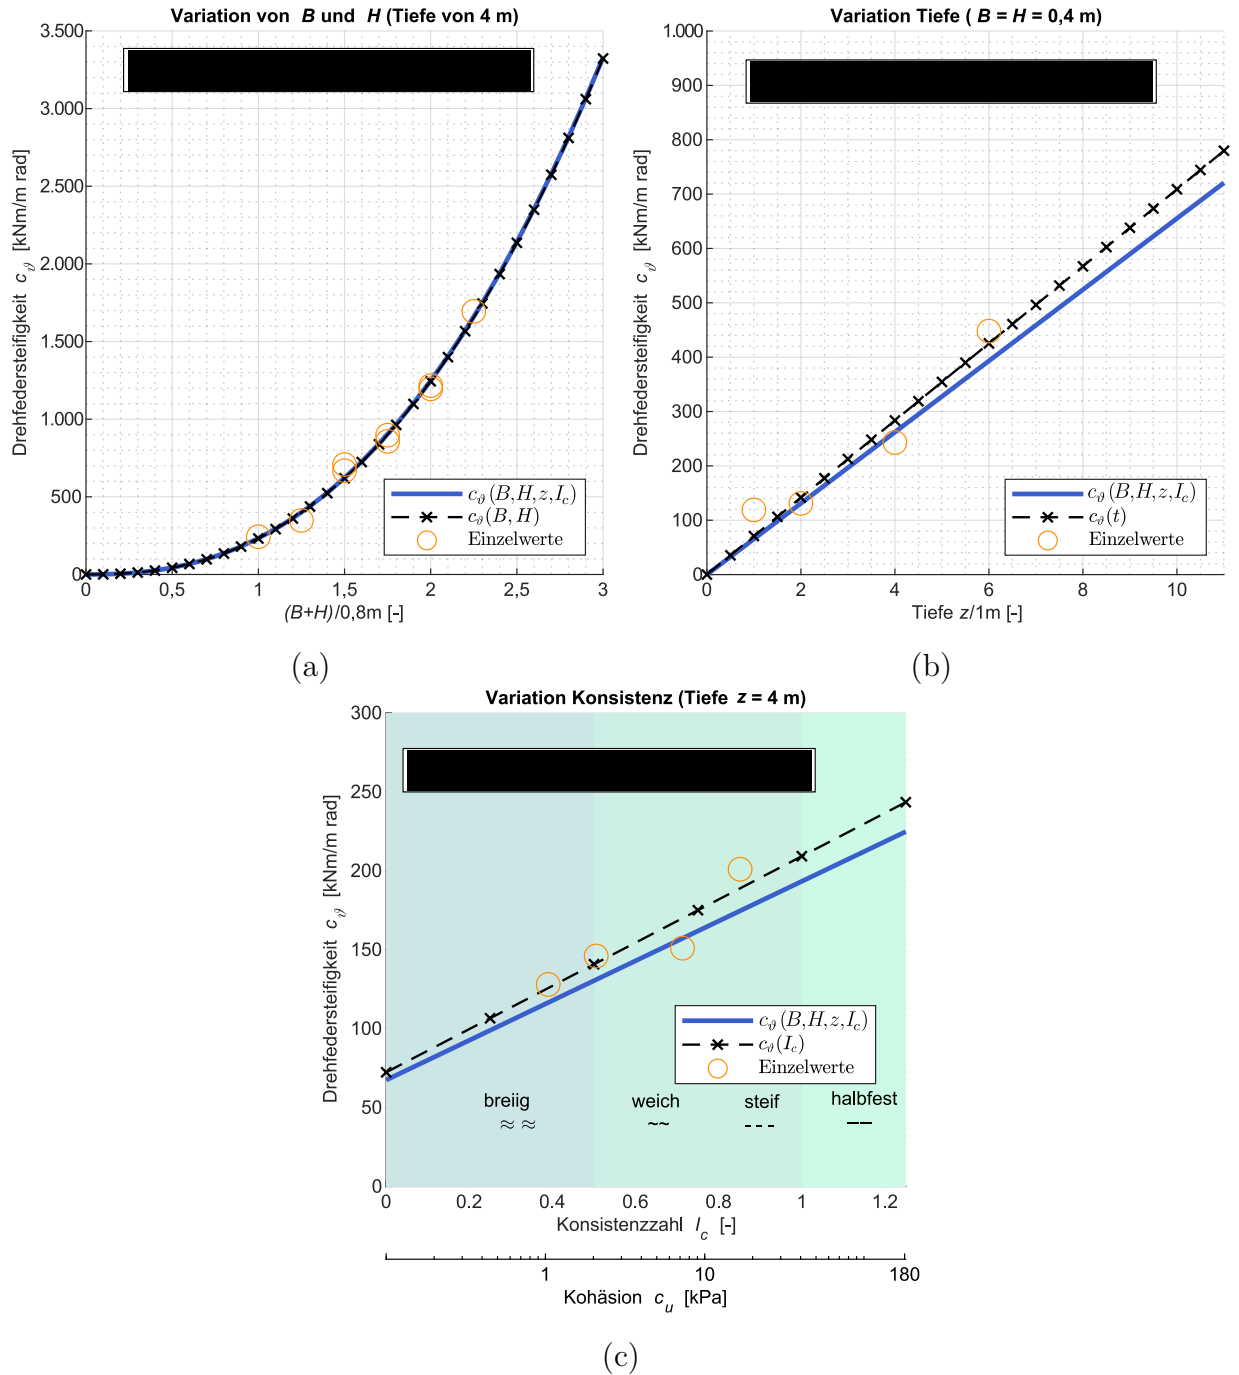 Variation von B und H (Tiefe von 4 m)
3.500
3.000
2.500
2.000
1.500
1.000
500
0
Drehfedersteifigkeit c_ϑ [kNm/m rad]
c_ϑ(B,H,z,I_c)
c_ϑ(B,H)
Einzelwerte
0 0,5 1 1,5 2 2,5 3
(B+H)/0,8m [-]
(a)
Variation Tiefe ( B = H = 0,4 m)
1.000
900
800
700
600
500
400
300
200
100
0
Drehfedersteifigkeit c_ϑ [kNm/m rad]
c_ϑ(B,H,z,I_c)
c_ϑ(t)
Einzelwerte
0 2 4 6 8 10
Tiefe z/1m [-]
(b)
Variation Konsistenz (Tiefe z = 4 m)
300
250
200
150
100
50
0
Drehfedersteifigkeit c_ϑ [kNm/m rad]
c_ϑ(B,H,z,I_c)
c_ϑ(I_c)
Einzelwerte
breiig weich steif halbfest
≈ ≈ ~~ --- ——
0 0.2 0.4 0.6 0.8 1 1.2
Konsistenzzahl I_c [-]
1 10 180
Kohäsion c_u [kPa]
(c)